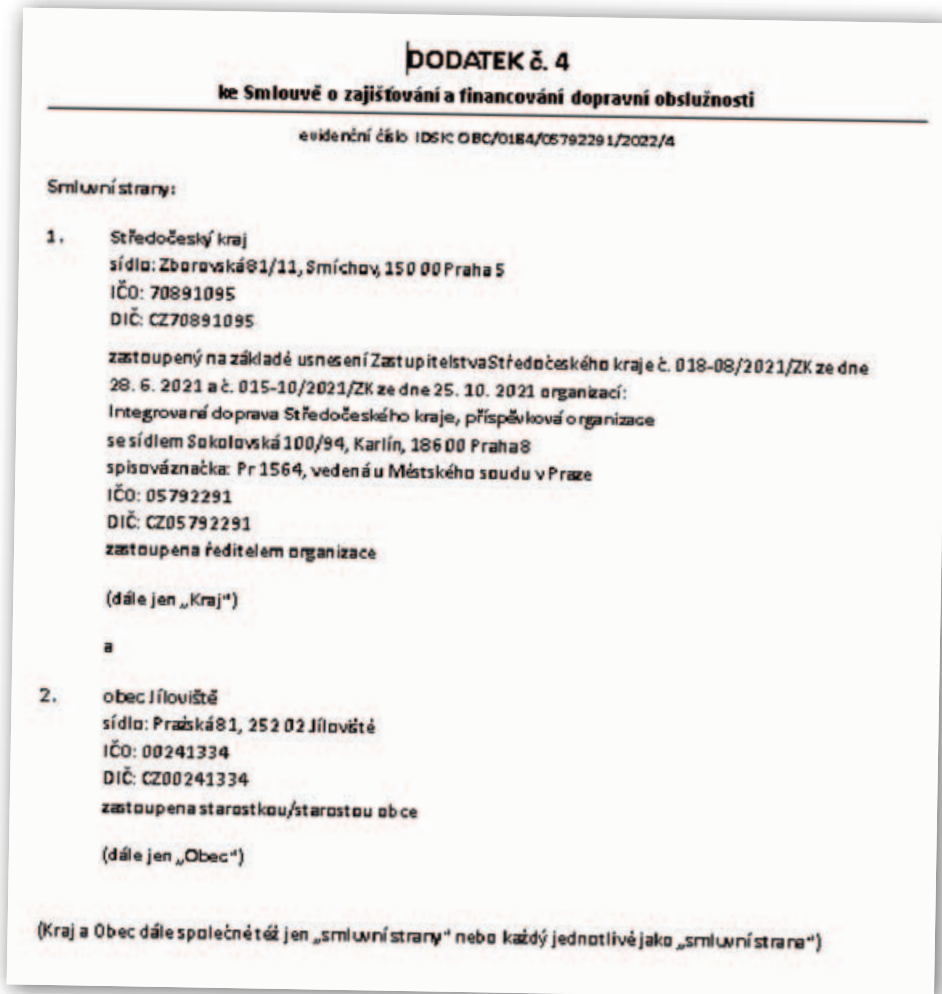 DODATEK č. 4
ke Smlouvě o zajišťování a financování dopravní obslužnosti
evidenční číslo IDSK: OBC/0184/05792291/2022/4
Smluvní strany:
1. Středočeský kraj
sídlo: Zborovská 81/11, Smíchov, 150 00 Praha 5
IČO: 70891095
DIČ: CZ70891095
zastoupený na základě usnesení Zastupitelstva Středočeského kraje č. 018-08/2021/ZK ze dne
28. 6. 2021 a č. 015-10/2021/ZK ze dne 25. 10. 2021 organizací:
Integrovaná doprava Středočeského kraje, příspěvková organizace
se sídlem Sokolovská 100/94, Karlín, 186 00 Praha 8
spisová značka: Pr 1564, vedená u Městského soudu v Praze
IČO: 05792291
DIČ: CZ05792291
zastoupena ředitelem organizace
(dále jen „Kraj“)
a
2. obec Jíloviště
sídlo: Pražská 81, 252 02 Jíloviště
IČO: 00241334
DIČ: CZ00241334
zastoupena starostkou/starostou obce
(dále jen „Obec“)
(Kraj a Obec dále společně též jen „smluvní strany“ nebo každý jednotlivě jako „smluvní strana“)